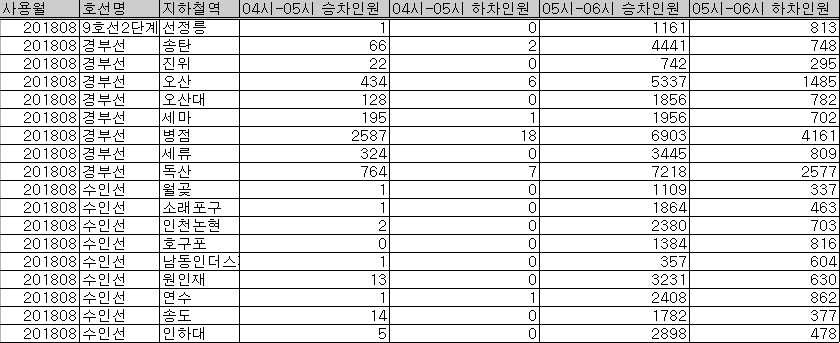 사용월 호선명 지하철역 04시-05시 승차인원 04시-05시 하차인원 05시-06시 승차인원 05시-06시 하차인원
201808 9호선2단계 선정릉 1 0 1161 813
201808 경부선 송탄 66 2 4441 748
201808 경부선 진위 22 0 742 295
201808 경부선 오산 434 6 5337 1485
201808 경부선 오산대 128 0 1856 782
201808 경부선 세마 195 1 1956 702
201808 경부선 병점 2587 18 6903 4161
201808 경부선 세류 324 0 3445 809
201808 경부선 독산 764 7 7218 2577
201808 수인선 월곶 1 0 1109 337
201808 수인선 소래포구 1 0 1864 463
201808 수인선 인천논현 2 0 2380 703
201808 수인선 호구포 0 0 1384 816
201808 수인선 남동인더스 1 0 357 604
201808 수인선 원인재 13 0 3231 630
201808 수인선 연수 1 1 2408 862
201808 수인선 송도 14 0 1782 377
201808 수인선 인하대 5 0 2898 478